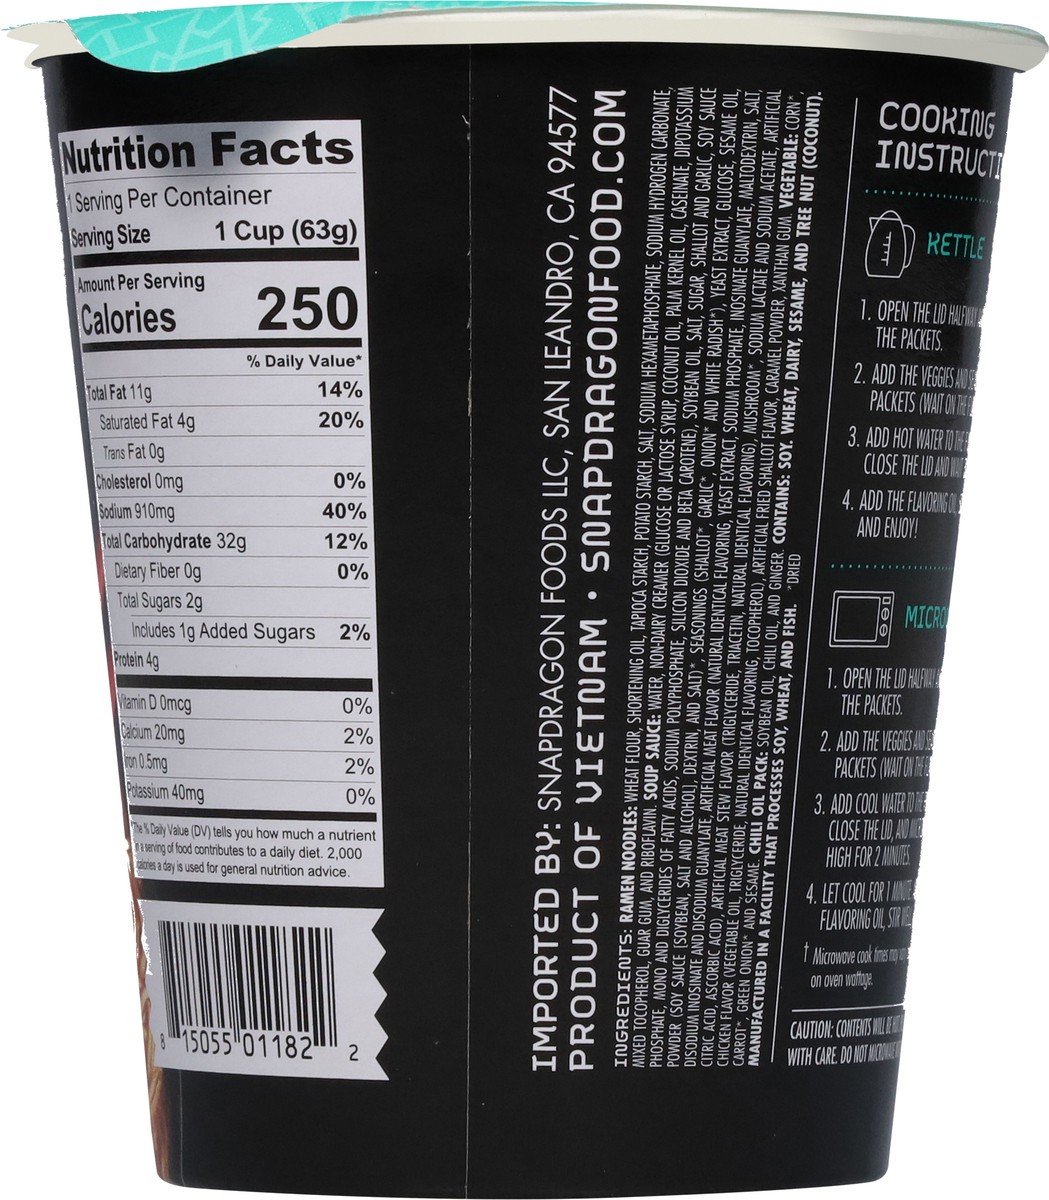 Nutrition Facts
1 Serving Per Container
Serving Size 1 Cup (63g)
Amount Per Serving
Calories 250
% Daily Value*
Total Fat 11g 14%
Saturated Fat 4g 20%
Trans Fat 0g
Cholesterol 0mg 0%
Sodium 910mg 40%
Total Carbohydrate 32g 12%
Dietary Fiber 0g 0%
Total Sugars 2g
Includes 1g Added Sugars 2%
Protein 4g
Vitamin D 0mcg 0%
Calcium 20mg 2%
Iron 0.5mg 2%
Potassium 40mg 0%
*The % Daily Value (DV) tells you how much a nutrient
in a serving of food contributes to a daily diet. 2,000
calories a day is used for general nutrition advice.
8 15055 01182 2
IMPORTED BY: SNAPDRAGON FOODS LLC, SAN LEANDRO, CA 94577
PRODUCT OF VIETNAM • SNAPDRAGONFOOD.COM
INGREDIENTS: RAMEN NOODLES: WHEAT FLOUR, SHORTENING OIL, TAPIOCA STARCH, POTATO STARCH, SALT, SODIUM HEXAMETAPHOSPHATE, SODIUM HYDROGEN CARBONATE,
MIXED TOCOPHEROL, GUAR GUM, AND RIBOFLAVIN. SOUP SAUCE: WATER, NON-DAIRY CREAMER (GLUCOSE OR LACTOSE SYRUP, COCONUT OIL, PALM KERNEL OIL, CASEINATE, DIPOTASSIUM
PHOSPHATE, MONO AND DIGLYCERIDES OF FATTY ACIDS, SODIUM POLYPHOSPHATE, SILICON DIOXIDE AND BETA CAROTENE), SOYBEAN OIL, SALT, SUGAR, SHALLOT AND GARLIC, SOY SAUCE
POWDER (SOY SAUCE [SOYBEAN, SALT AND ALCOHOL], DEXTRIN, AND SALT)*, SEASONINGS (SHALLOT*, GARLIC*, ONION* AND WHITE RADISH*), YEAST EXTRACT, GLUCOSE, SESAME OIL,
DISODIUM INOSINATE AND DISODIUM GUANYLATE, ARTIFICIAL MEAT FLAVOR (NATURAL IDENTICAL FLAVORING, YEAST EXTRACT, SODIUM PHOSPHATE, INOSINATE GUANYLATE, MALTODEXTRIN, SALT,
CITRIC ACID, ASCORBIC ACID), ARTIFICIAL MEAT STEW FLAVOR (TRIGLYCERIDE, TRIACETIN, NATURAL IDENTICAL FLAVORING), MUSHROOM*, SODIUM LACTATE AND SODIUM ACETATE, ARTIFICIAL
CHICKEN FLAVOR (VEGETABLE OIL, TRIGLYCERIDE, NATURAL IDENTICAL FLAVORING, TOCOPHEROL), ARTIFICIAL FRIED SHALLOT FLAVOR, CARAMEL POWDER, XANTHAN GUM. VEGETABLE: CORN*,
CARROT*, GREEN ONION* AND SESAME. CHILI OIL PACK: SOYBEAN OIL, CHILI OIL, AND GINGER. CONTAINS: SOY, WHEAT, DAIRY, SESAME, AND TREE NUT (COCONUT).
MANUFACTURED IN A FACILITY THAT PROCESSES SOY, WHEAT, AND FISH. *DRIED
COOKING
INSTRUCTI
KETTLE
1. OPEN THE LID HALFWAY
THE PACKETS.
2. ADD THE VEGGIES AND
PACKETS (WAIT ON THE
3. ADD HOT WATER TO THE
CLOSE THE LID AND
4. ADD THE FLAVORING OIL,
AND ENJOY!
MICRO
1. OPEN THE LID HALFWAY
THE PACKETS.
2. ADD THE VEGGIES AND
PACKETS (WAIT ON THE
3. ADD COOL WATER TO THE
CLOSE THE LID, AND
HIGH FOR 2 MINUTES.
4. LET COOL FOR 1 MINUTE
FLAVORING OIL, STIR
† Microwave cook times may
on oven wattage.
CAUTION: CONTENTS WILL BE
WITH CARE. DO NOT MICROWAVE